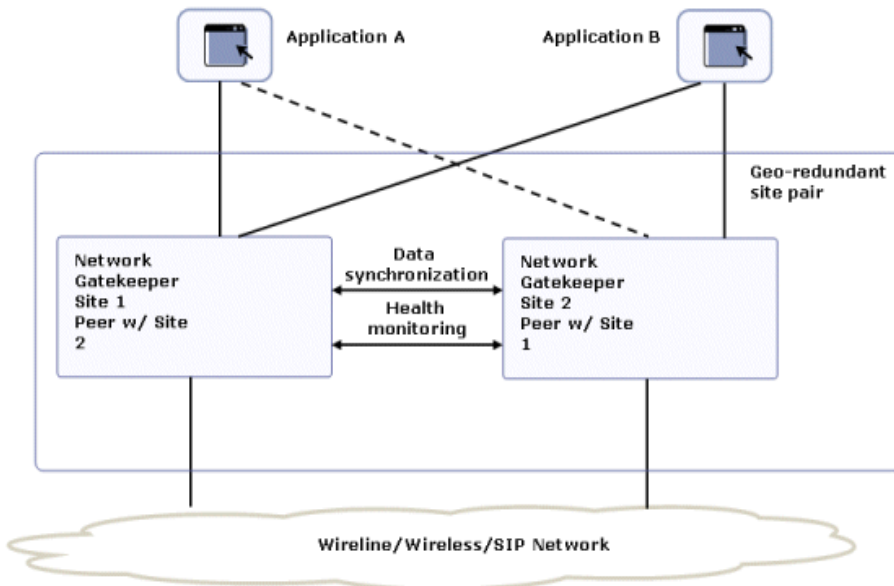 Application A
Application B
Geo-redundant
site pair
Network
Gatekeeper
Site 1
Peer w/ Site
2
Data
synchronization
Health
monitoring
Network
Gatekeeper
Site 2
Peer w/ Site
1
Wireline/Wireless/SIP Network